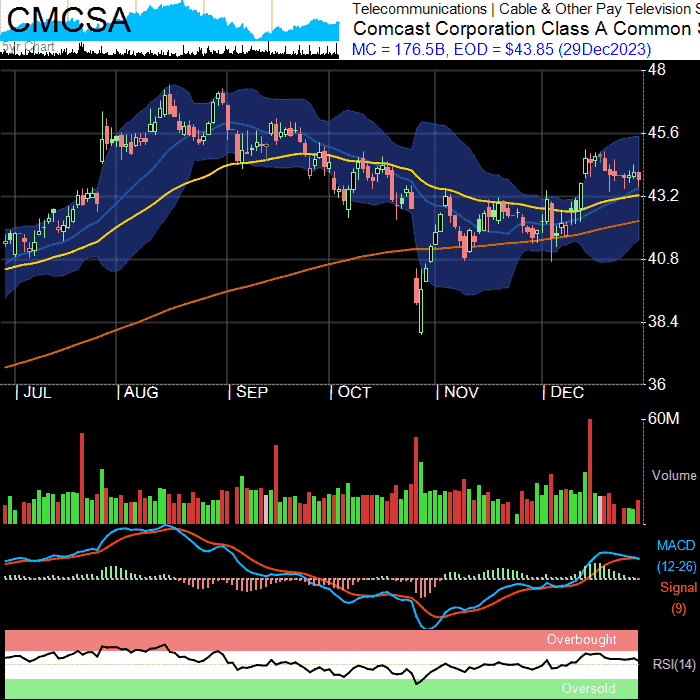 CMCSA
5yr Chart
Telecommunications | Cable & Other Pay Television S
Comcast Corporation Class A Common S
MC = 176.5B, EOD = $43.85 (29Dec2023)
48
45.6
43.2
40.8
38.4
36
| JUL | AUG | SEP | OCT | NOV | DEC
60M
Volume
MACD
(12-26)
Signal
(9)
Overbought
RSI(14)
Oversold